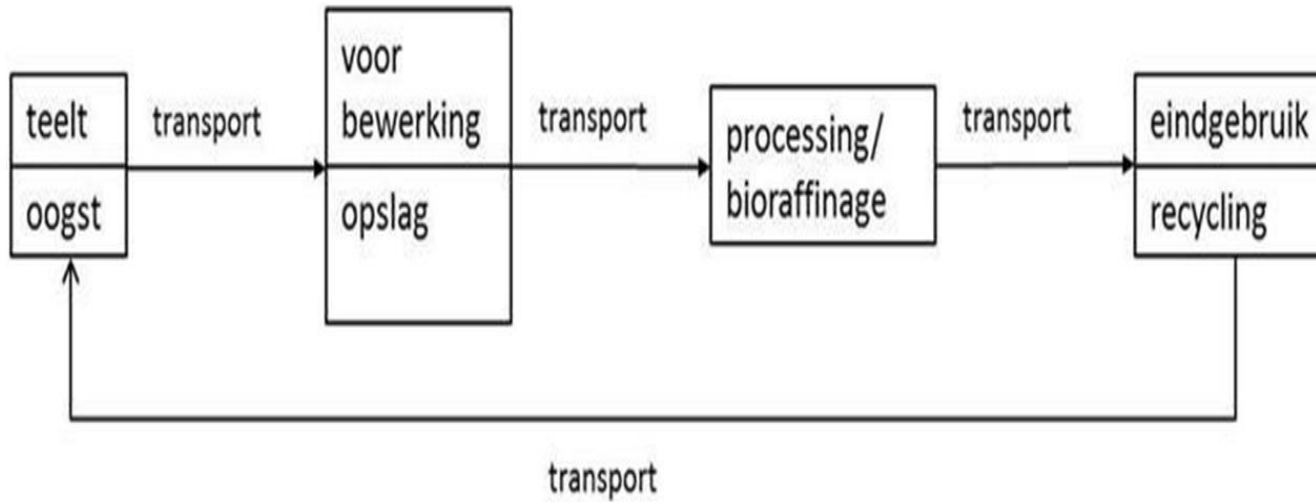 teelt
oogst
transport
voor
bewerking
opslag
transport
processing/
bioraffinage
transport
eindgebruik
recycling
transport